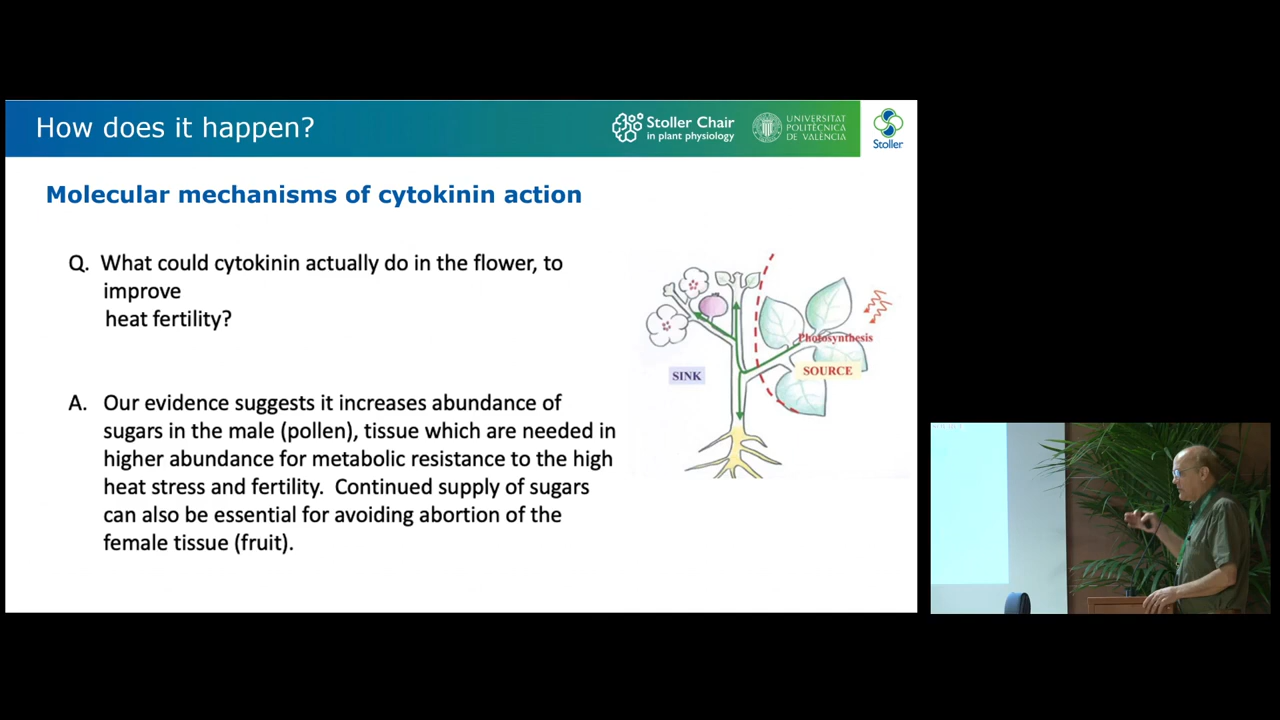 How does it happen?
Stoller Chair
in plant physiology
UNIVERSITAT
POLITÈCNICA
DE VALÈNCIA
Stoller
Molecular mechanisms of cytokinin action
Q. What could cytokinin actually do in the flower, to
improve
heat fertility?
A. Our evidence suggests it increases abundance of
sugars in the male (pollen), tissue which are needed in
higher abundance for metabolic resistance to the high
heat stress and fertility. Continued supply of sugars
can also be essential for avoiding abortion of the
female tissue (fruit).
Photosynthesis
SINK
SOURCE